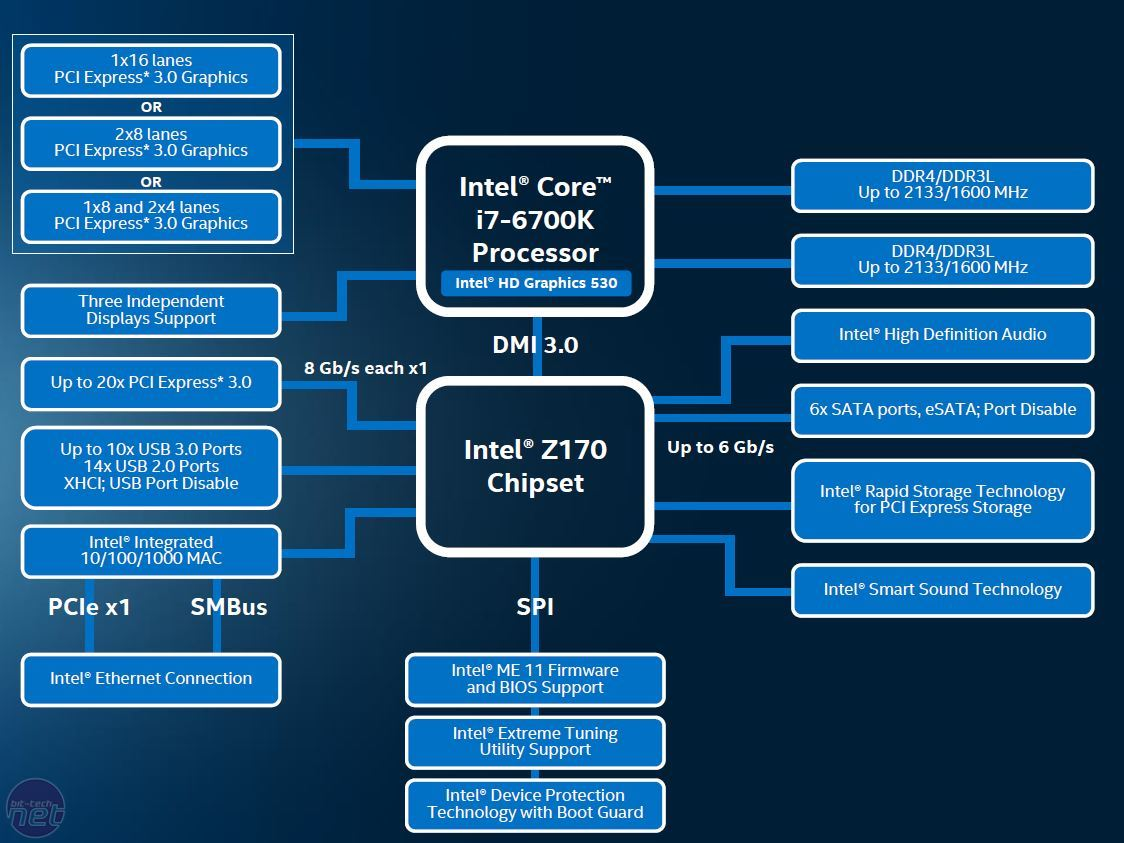 1x16 lanes
PCI Express* 3.0 Graphics
OR
2x8 lanes
PCI Express* 3.0 Graphics
OR
1x8 and 2x4 lanes
PCI Express* 3.0 Graphics
Three Independent
Displays Support
Up to 20x PCI Express* 3.0
8 Gb/s each x1
Up to 10x USB 3.0 Ports
14x USB 2.0 Ports
XHCI; USB Port Disable
Intel® Integrated
10/100/1000 MAC
PCIe x1
SMBus
Intel® Ethernet Connection
Intel® Core™
i7-6700K
Processor
Intel® HD Graphics 530
DMI 3.0
Intel® Z170
Chipset
SPI
Intel® ME 11 Firmware
and BIOS Support
Intel® Extreme Tuning
Utility Support
Intel® Device Protection
Technology with Boot Guard
DDR4/DDR3L
Up to 2133/1600 MHz
DDR4/DDR3L
Up to 2133/1600 MHz
Intel® High Definition Audio
6x SATA ports, eSATA; Port Disable
Up to 6 Gb/s
Intel® Rapid Storage Technology
for PCI Express Storage
Intel® Smart Sound Technology
bit-tech
net